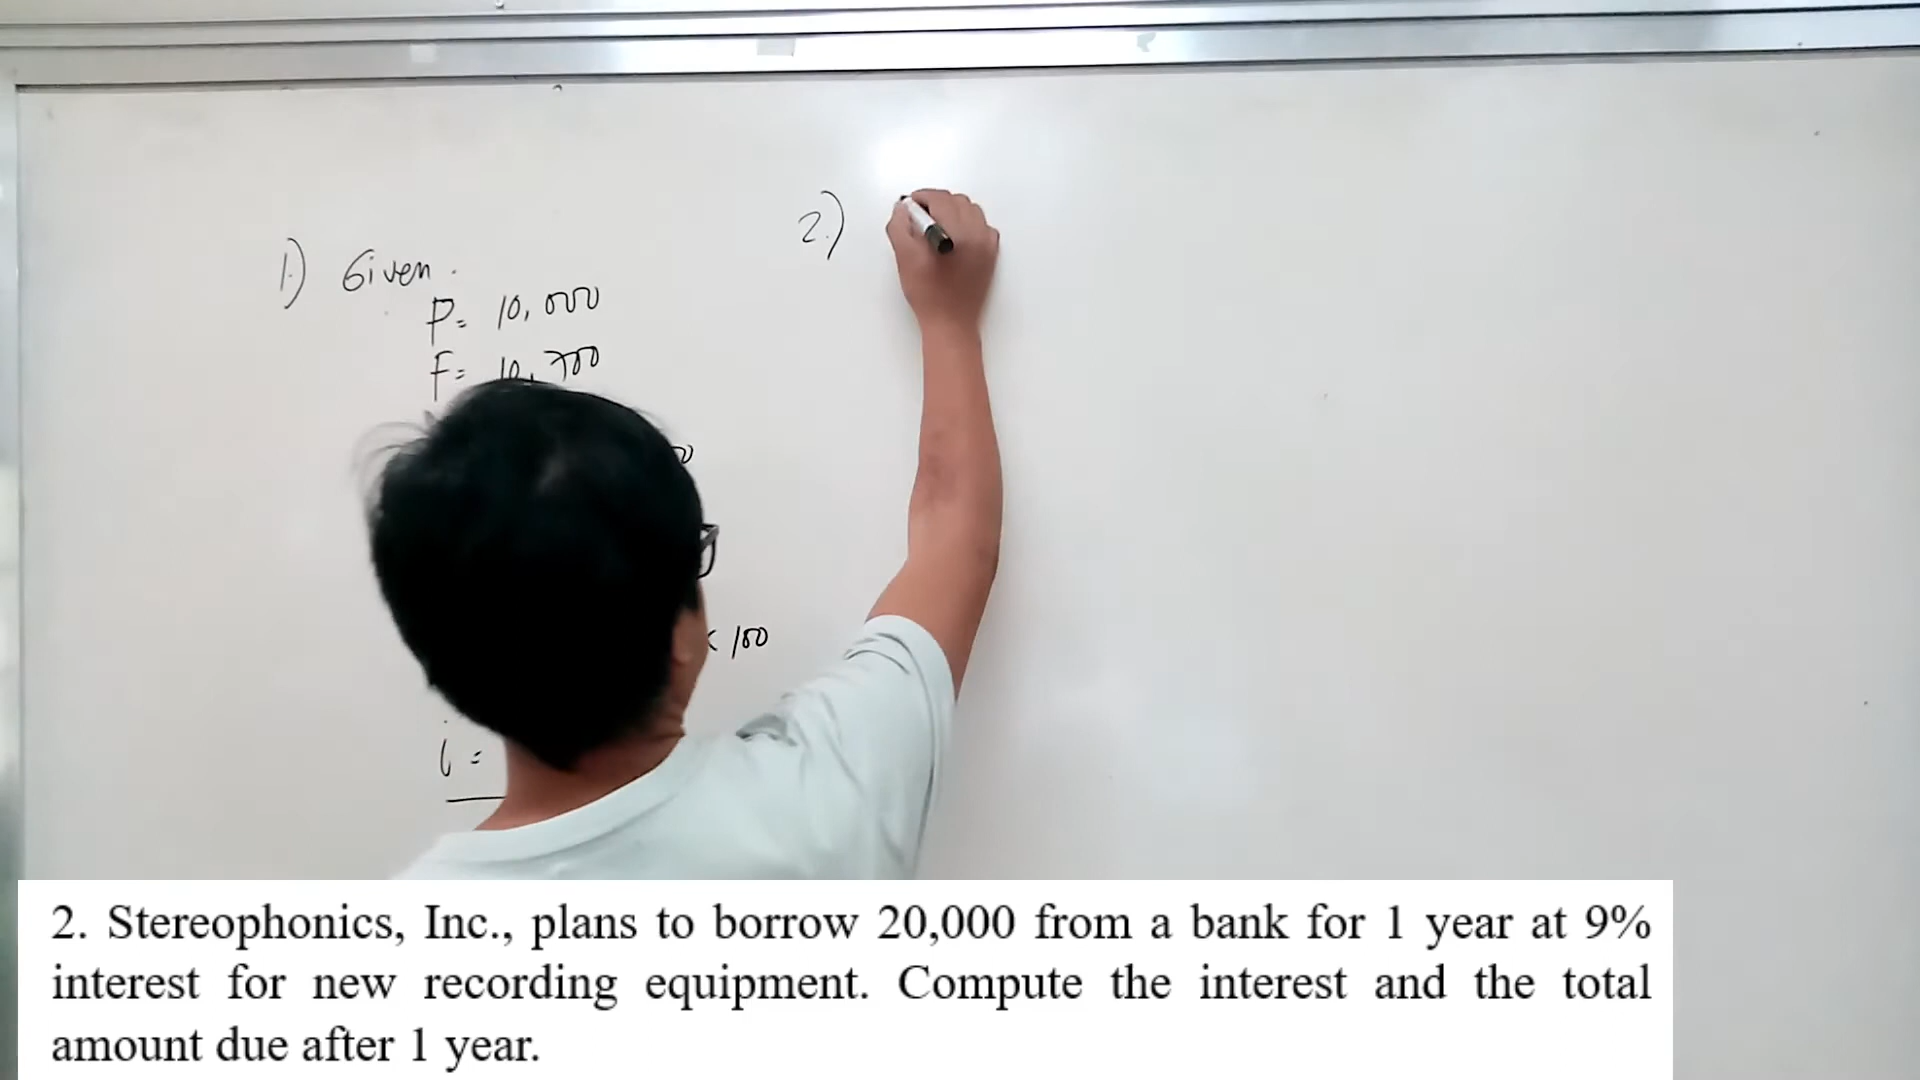 1) Given.
P= 10,000
F= 10,700
× 100
i =
2.)
2. Stereophonics, Inc., plans to borrow 20,000 from a bank for 1 year at 9%
interest for new recording equipment. Compute the interest and the total
amount due after 1 year.